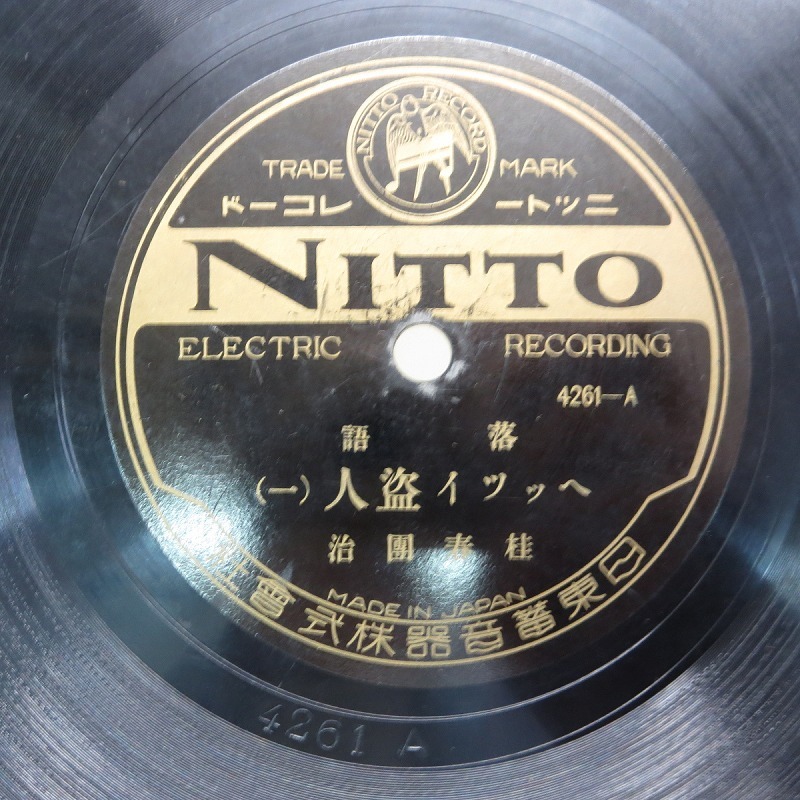 NITTO RECORD
TRADE MARK
ニットーレコード
NITTO
ELECTRIC RECORDING
4261-A
落語
ヘッツイ盗人(一)
桂春團治
MADE IN JAPAN
日東蓄音器株式會社
4261 A